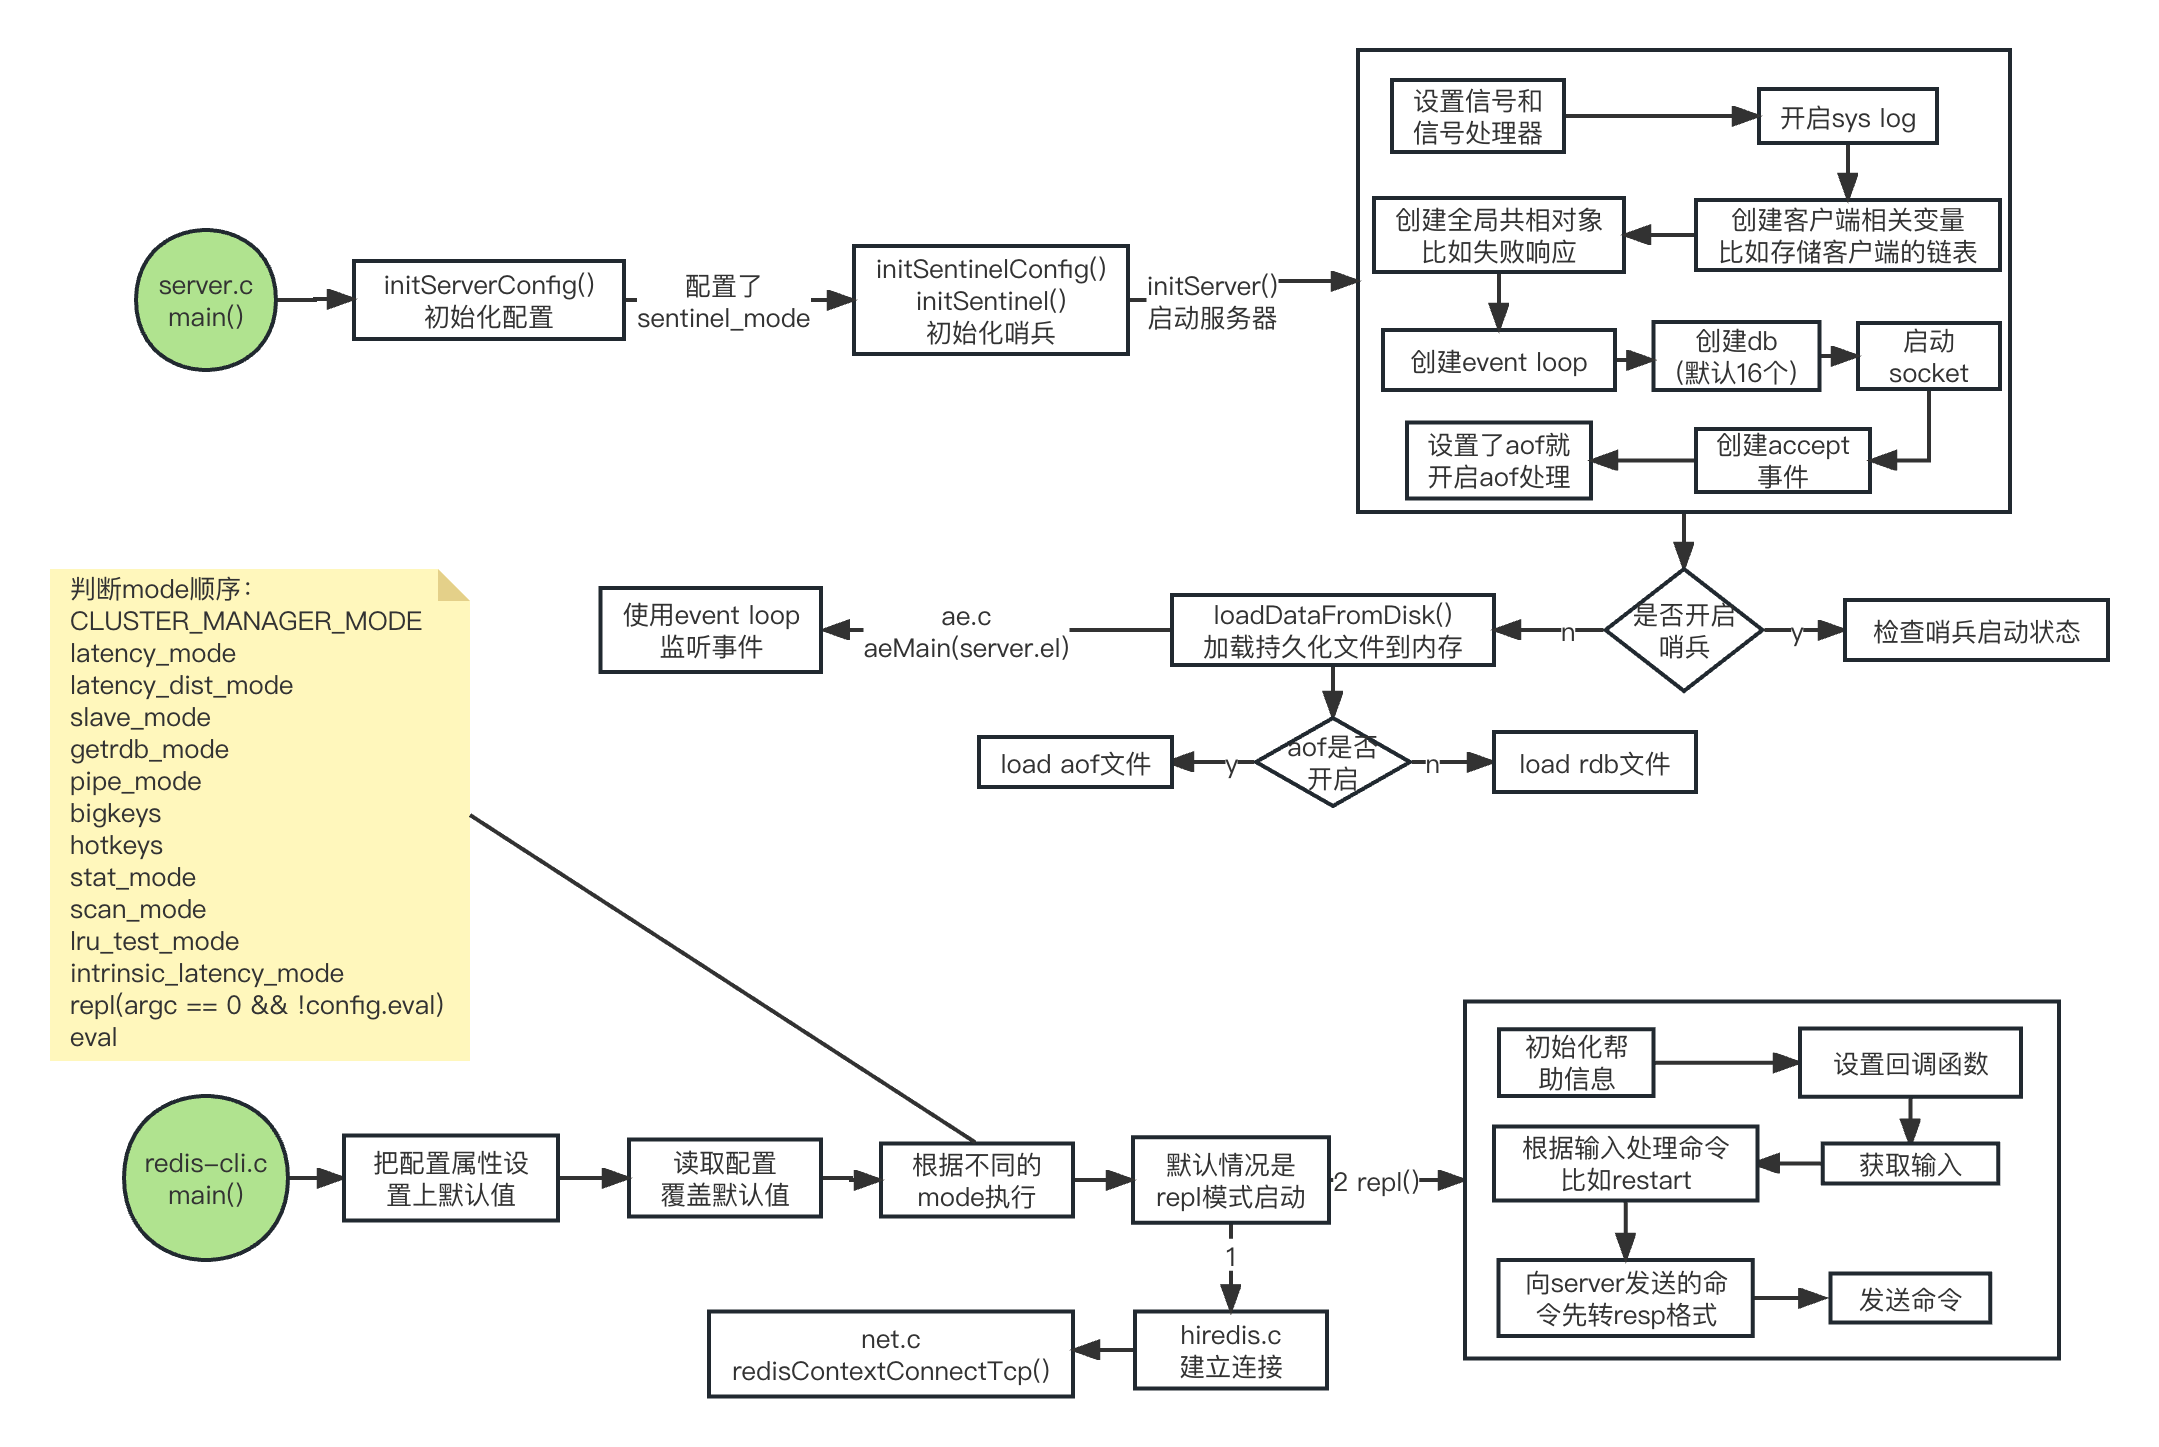 server.c
main()
initServerConfig()
初始化配置
配置了
sentinel_mode
initSentinelConfig()
initSentinel()
初始化哨兵
initServer()
启动服务器
设置信号和
信号处理器
开启sys log
创建客户端相关变量
比如存储客户端的链表
创建全局共相对象
比如失败响应
创建event loop
创建db
(默认16个)
启动
socket
创建accept
事件
设置了aof就
开启aof处理
是否开启
哨兵
y
检查哨兵启动状态
n
loadDataFromDisk()
加载持久化文件到内存
ae.c
aeMain(server.el)
使用event loop
监听事件
aof是否
开启
y
load aof文件
n
load rdb文件
判断mode顺序：
CLUSTER_MANAGER_MODE
latency_mode
latency_dist_mode
slave_mode
getrdb_mode
pipe_mode
bigkeys
hotkeys
stat_mode
scan_mode
lru_test_mode
intrinsic_latency_mode
repl(argc == 0 && !config.eval)
eval
redis-cli.c
main()
把配置属性设
置上默认值
读取配置
覆盖默认值
根据不同的
mode执行
默认情况是
repl模式启动
1
hiredis.c
建立连接
net.c
redisContextConnectTcp()
2 repl()
初始化帮
助信息
设置回调函数
获取输入
根据输入处理命令
比如restart
向server发送的命
令先转resp格式
发送命令